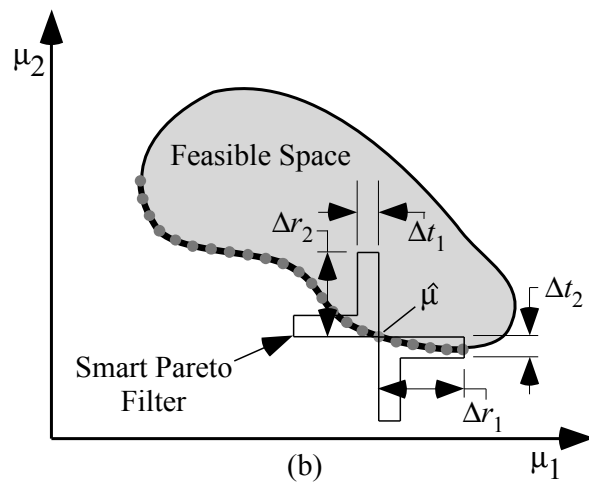 μ2
Feasible Space
Δr2
Δt1
μ̂
Δt2
Smart Pareto
Filter
Δr1
μ1
(b)